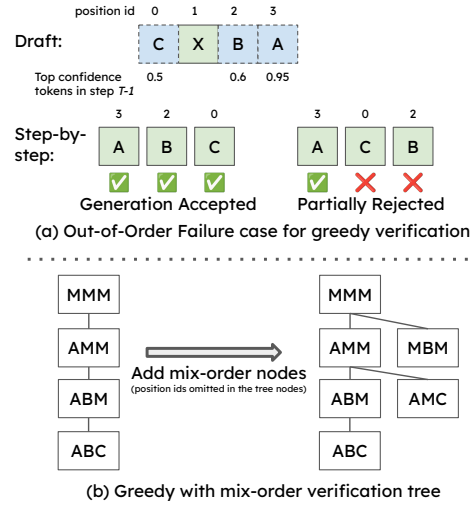 position id 0 1 2 3
Draft: C X B A
Top confidence tokens in step T-1 0.5 0.6 0.95
Step-by-step:
3 2 0
A B C
✅ ✅ ✅
Generation Accepted
3 0 2
A C B
✅ ❌ ❌
Partially Rejected
(a) Out-of-Order Failure case for greedy verification
MMM
AMM
ABM
ABC
Add mix-order nodes
(position ids omitted in the tree nodes)
MMM
AMM MBM
ABM AMC
ABC
(b) Greedy with mix-order verification tree